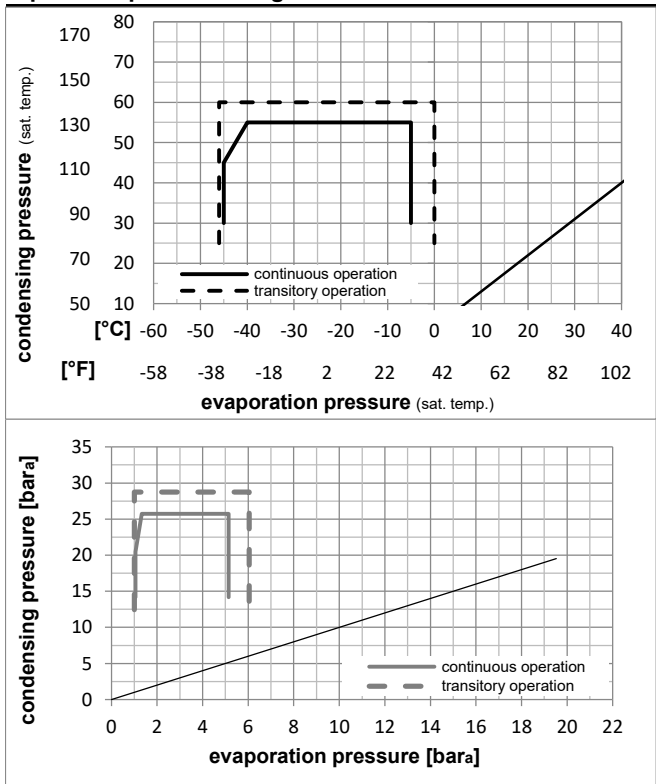 170 80
70
150 60
130 50
110 40
90 30
70 20
50 10
condensing pressure (sat. temp.)
continuous operation
transitory operation
[°C] -60 -50 -40 -30 -20 -10 0 10 20 30 40
[°F] -58 -38 -18 2 22 42 62 82 102
evaporation pressure (sat. temp.)
35
30
25
20
15
10
5
0
condensing pressure [bara]
continuous operation
transitory operation
0 2 4 6 8 10 12 14 16 18 20 22
evaporation pressure [bara]